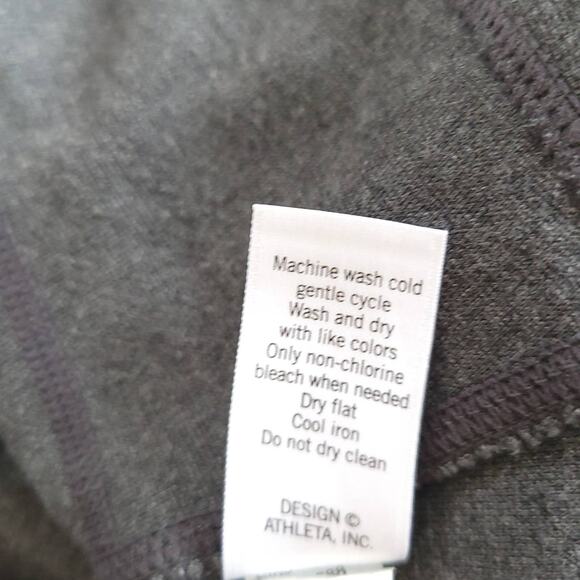 Machine wash cold
gentle cycle
Wash and dry
with like colors
Only non-chlorine
bleach when needed
Dry flat
Cool iron
Do not dry clean
DESIGN ©
ATHLETA, INC.